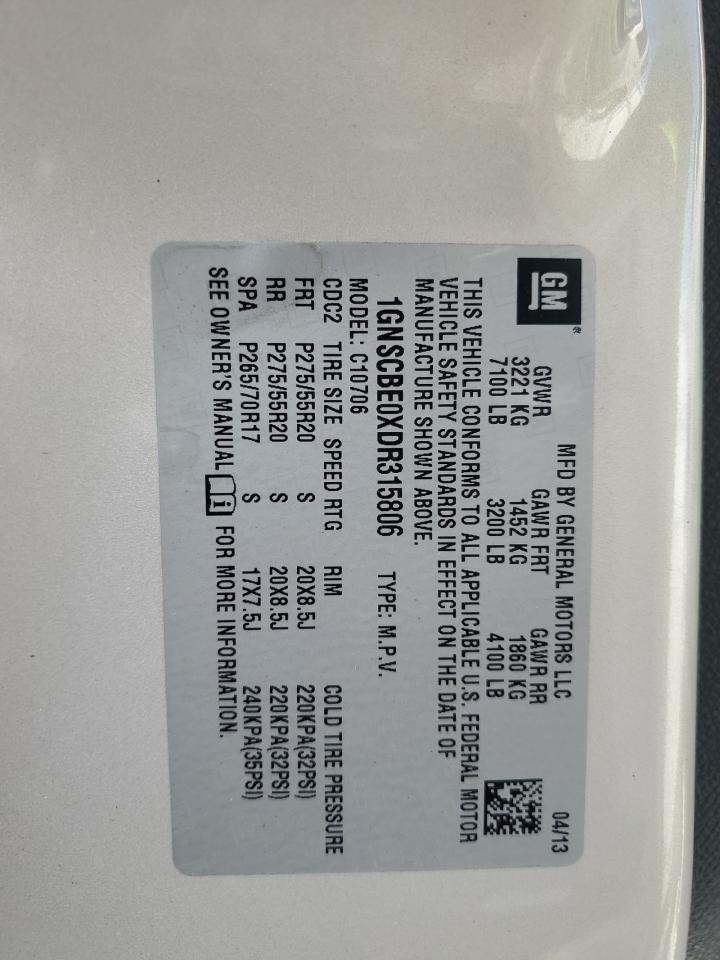 GM®
MFD BY GENERAL MOTORS LLC 04/13
GVWR GAWR FRT GAWR RR
3221 KG 1452 KG 1860 KG
7100 LB 3200 LB 4100 LB
THIS VEHICLE CONFORMS TO ALL APPLICABLE U.S. FEDERAL MOTOR
VEHICLE SAFETY STANDARDS IN EFFECT ON THE DATE OF
MANUFACTURE SHOWN ABOVE.
1GNSCBE0XDR315806 TYPE: M.P.V.
MODEL: C10706
CDC2 TIRE SIZE SPEED RTG RIM COLD TIRE PRESSURE
FRT P275/55R20 S 20X8.5J 220KPA(32PSI)
RR P275/55R20 S 20X8.5J 220KPA(32PSI)
SPA P265/70R17 S 17X7.5J 240KPA(35PSI)
SEE OWNER'S MANUAL i FOR MORE INFORMATION.